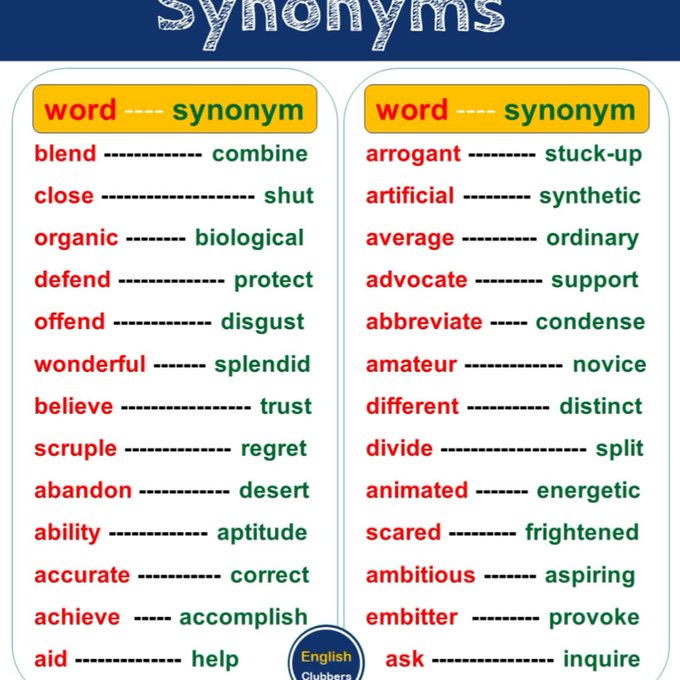 Synonyms
word ---- synonym
blend ------------- combine
close -------------------- shut
organic -------- biological
defend -------------- protect
offend ------------- disgust
wonderful ------- splendid
believe ----------------- trust
scruple -------------- regret
abandon ------------ desert
ability ------------- aptitude
accurate ----------- correct
achieve ----- accomplish
aid -------------- help
word ---- synonym
arrogant --------- stuck-up
artificial --------- synthetic
average ---------- ordinary
advocate --------- support
abbreviate ----- condense
amateur ------------- novice
different ----------- distinct
divide ------------------- split
animated ------- energetic
scared --------- frightened
ambitious ------- aspiring
embitter --------- provoke
ask ---------------- inquire
English
Clubbers